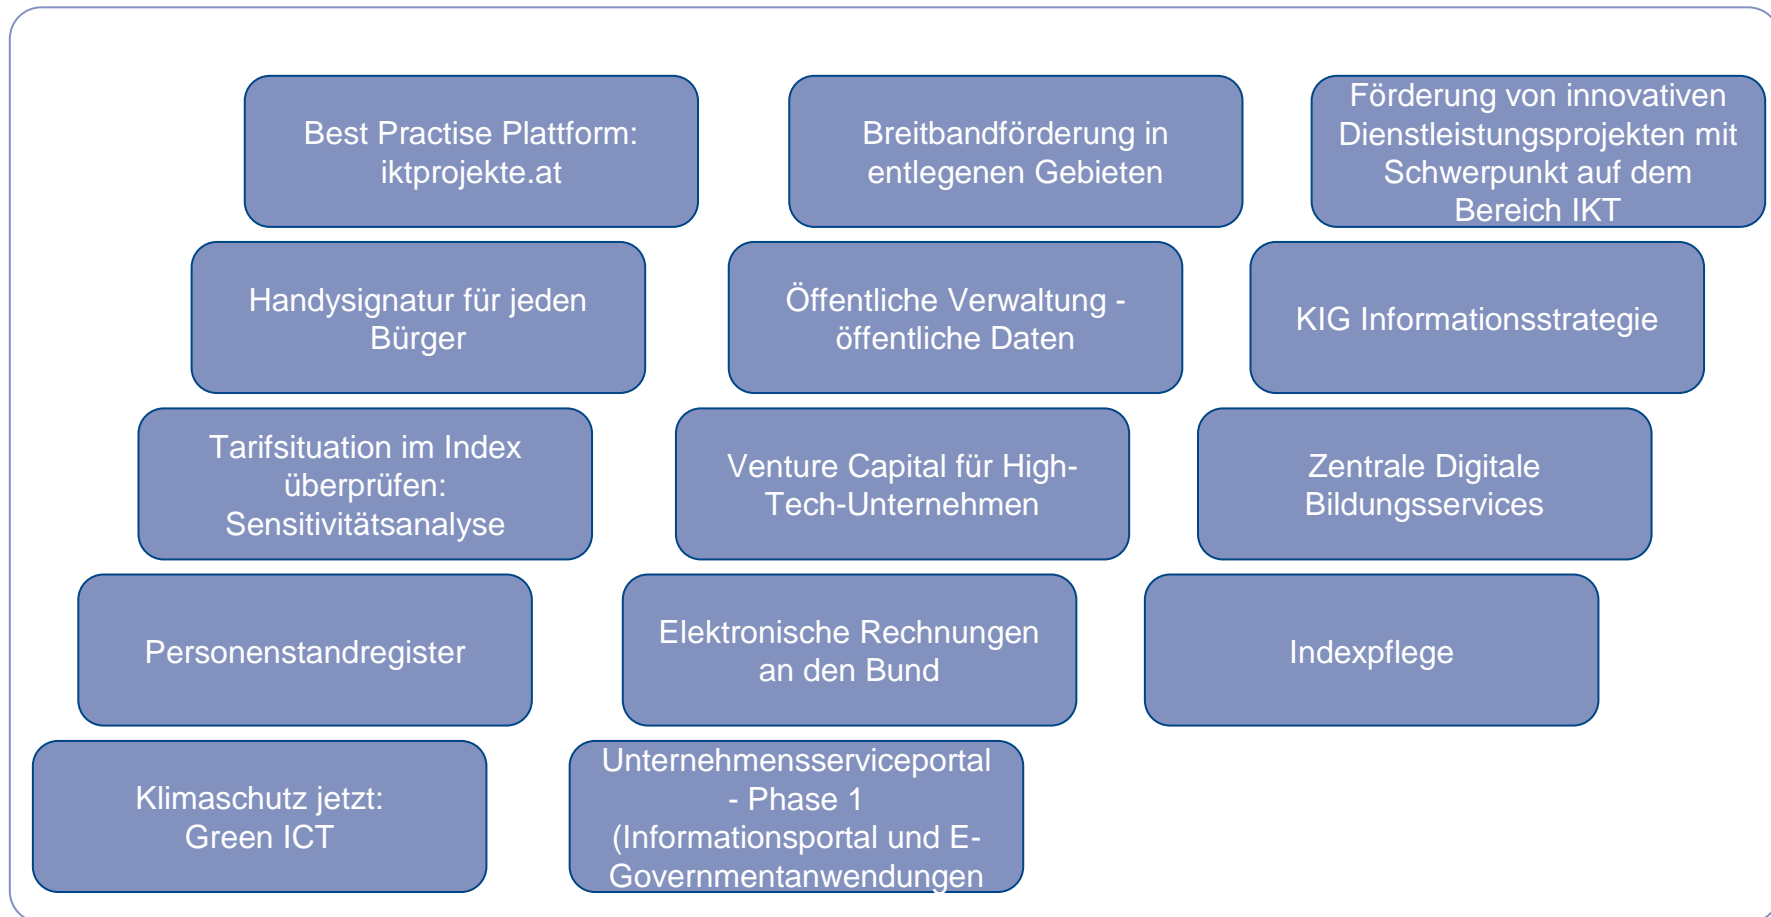 Best Practise Plattform:
iktprojekte.at
Breitbandförderung in
entlegenen Gebieten
Förderung von innovativen
Dienstleistungsprojekten mit
Schwerpunkt auf dem
Bereich IKT
Handysignatur für jeden
Bürger
Öffentliche Verwaltung -
öffentliche Daten
KIG Informationsstrategie
Tarifsituation im Index
überprüfen:
Sensitivitätsanalyse
Venture Capital für High-
Tech-Unternehmen
Zentrale Digitale
Bildungsservices
Personenstandregister
Elektronische Rechnungen
an den Bund
Indexpflege
Klimaschutz jetzt:
Green ICT
Unternehmensserviceportal
- Phase 1
(Informationsportal und E-
Governmentanwendungen